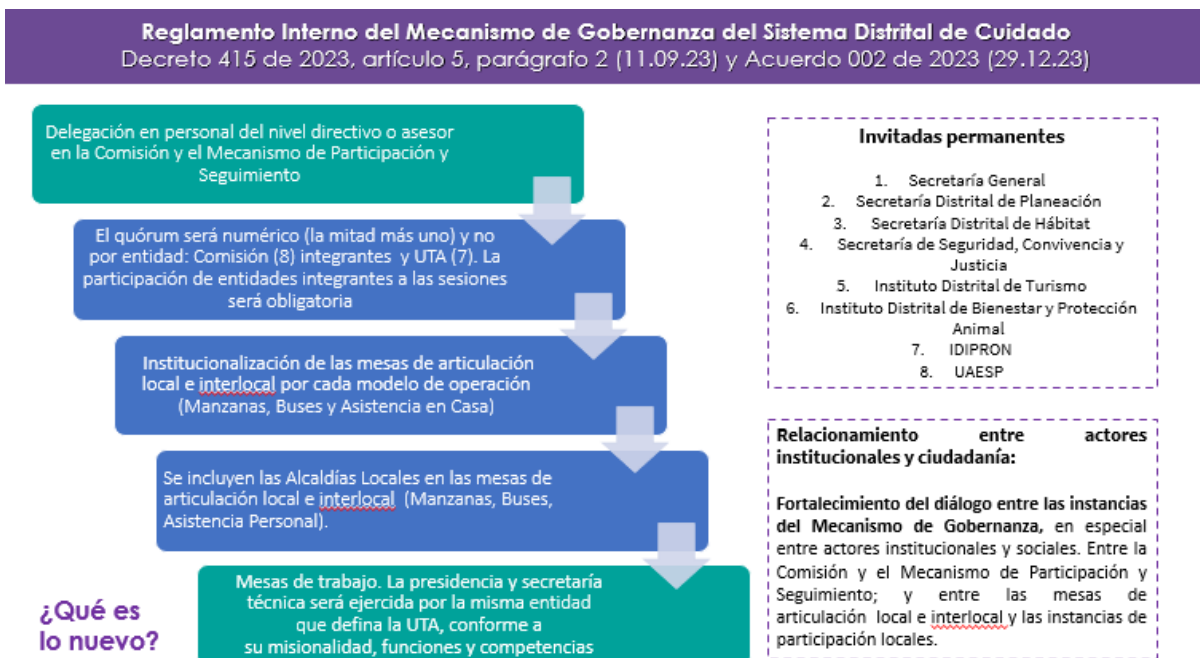 Reglamento Interno del Mecanismo de Gobernanza del Sistema Distrital de Cuidado
Decreto 415 de 2023, artículo 5, parágrafo 2 (11.09.23) y Acuerdo 002 de 2023 (29.12.23)
Delegación en personal del nivel directivo o asesor
en la Comisión y el Mecanismo de Participación y
Seguimiento
El quórum será numérico (la mitad más uno) y no
por entidad: Comisión (8) integrantes y UTA (7). La
participación de entidades integrantes a las sesiones
será obligatoria
Institucionalización de las mesas de articulación
local e interlocal por cada modelo de operación
(Manzanas, Buses y Asistencia en Casa)
Se incluyen las Alcaldías Locales en las mesas de
articulación local e interlocal (Manzanas, Buses,
Asistencia Personal).
Mesas de trabajo. La presidencia y secretaría
técnica será ejercida por la misma entidad
que defina la UTA, conforme a
su misionalidad, funciones y competencias
¿Qué es
lo nuevo?
Invitadas permanentes
1. Secretaría General
2. Secretaría Distrital de Planeación
3. Secretaría Distrital de Hábitat
4. Secretaría de Seguridad, Convivencia y
Justicia
5. Instituto Distrital de Turismo
6. Instituto Distrital de Bienestar y Protección
Animal
7. IDIPRON
8. UAESP
Relacionamiento entre actores
institucionales y ciudadanía:
Fortalecimiento del diálogo entre las instancias
del Mecanismo de Gobernanza, en especial
entre actores institucionales y sociales. Entre la
Comisión y el Mecanismo de Participación y
Seguimiento; y entre las mesas de
articulación local e interlocal y las instancias de
participación locales.